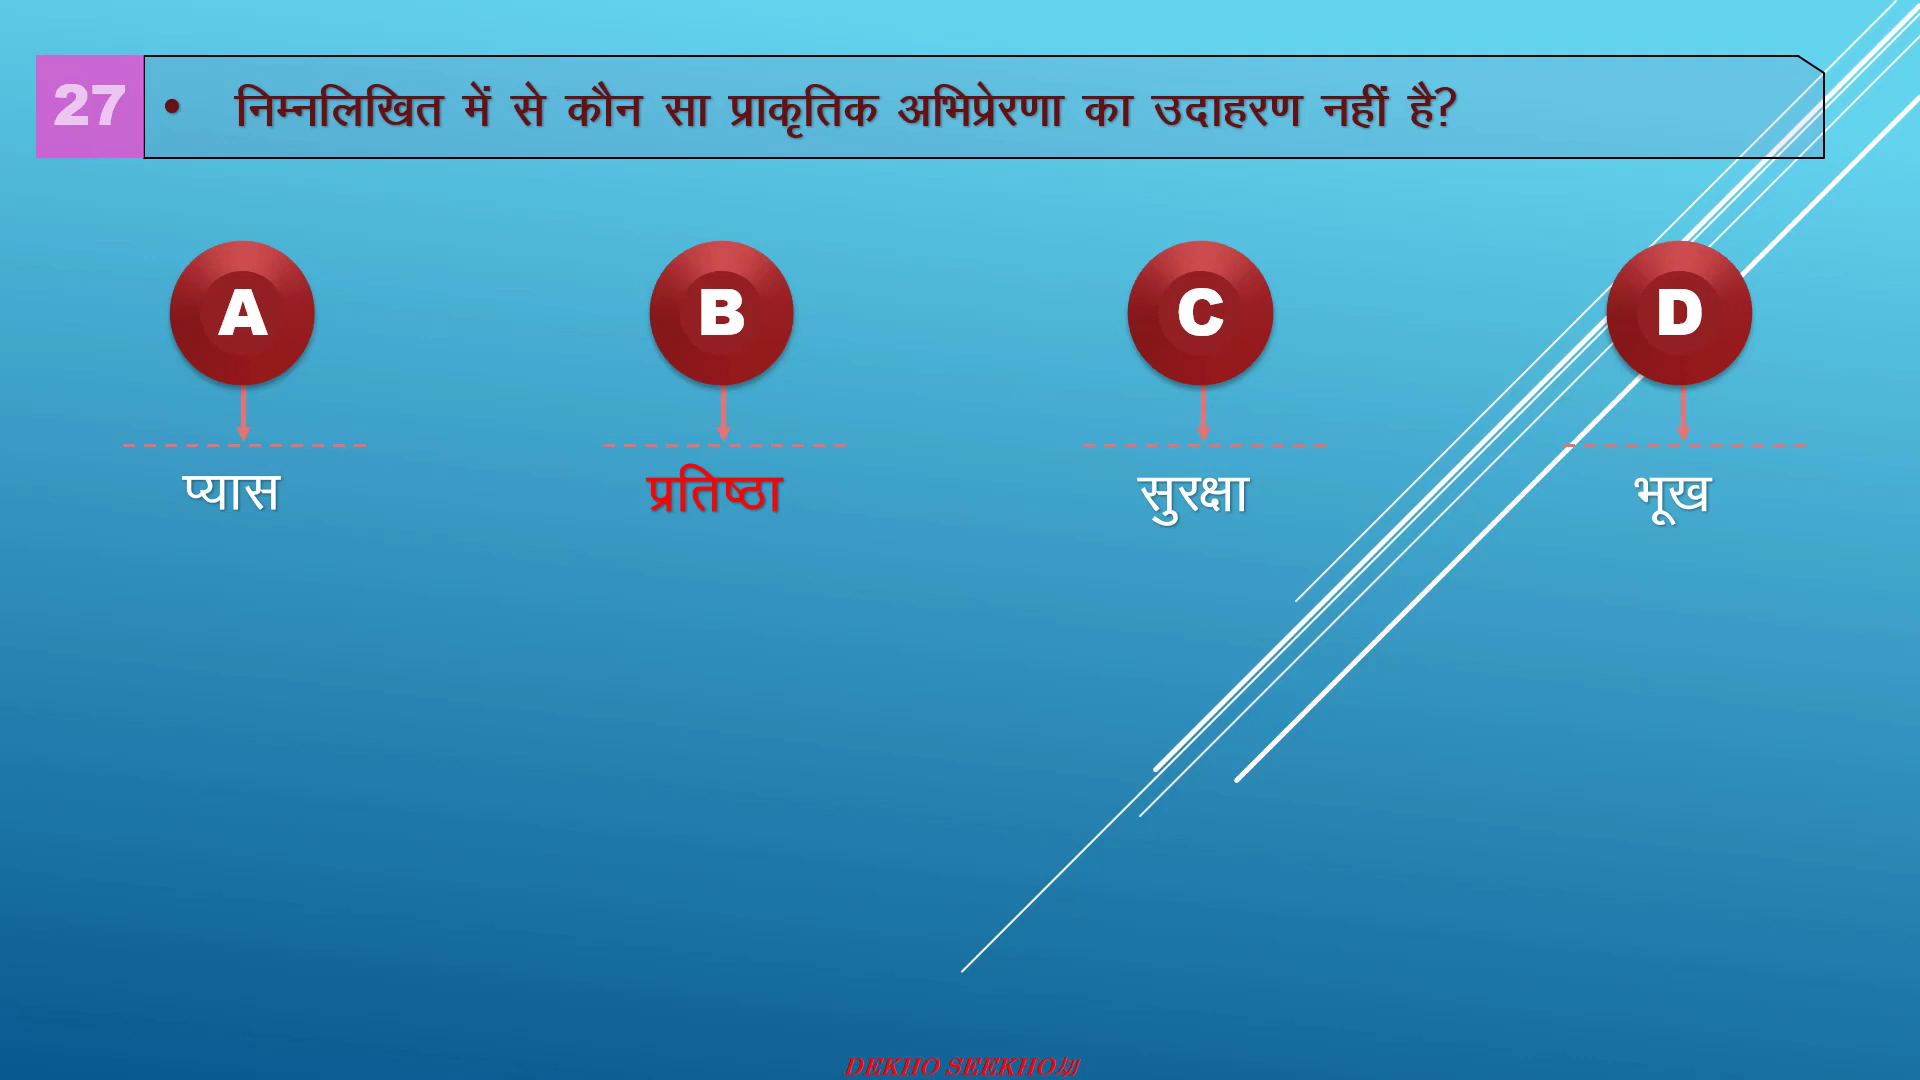 27
• निम्नलिखित में से कौन सा प्राकृतिक अभिप्रेरणा का उदाहरण नहीं है?
A
B
C
D
प्यास
प्रतिष्ठा
सुरक्षा
भूख
DEKHO SEEKHO